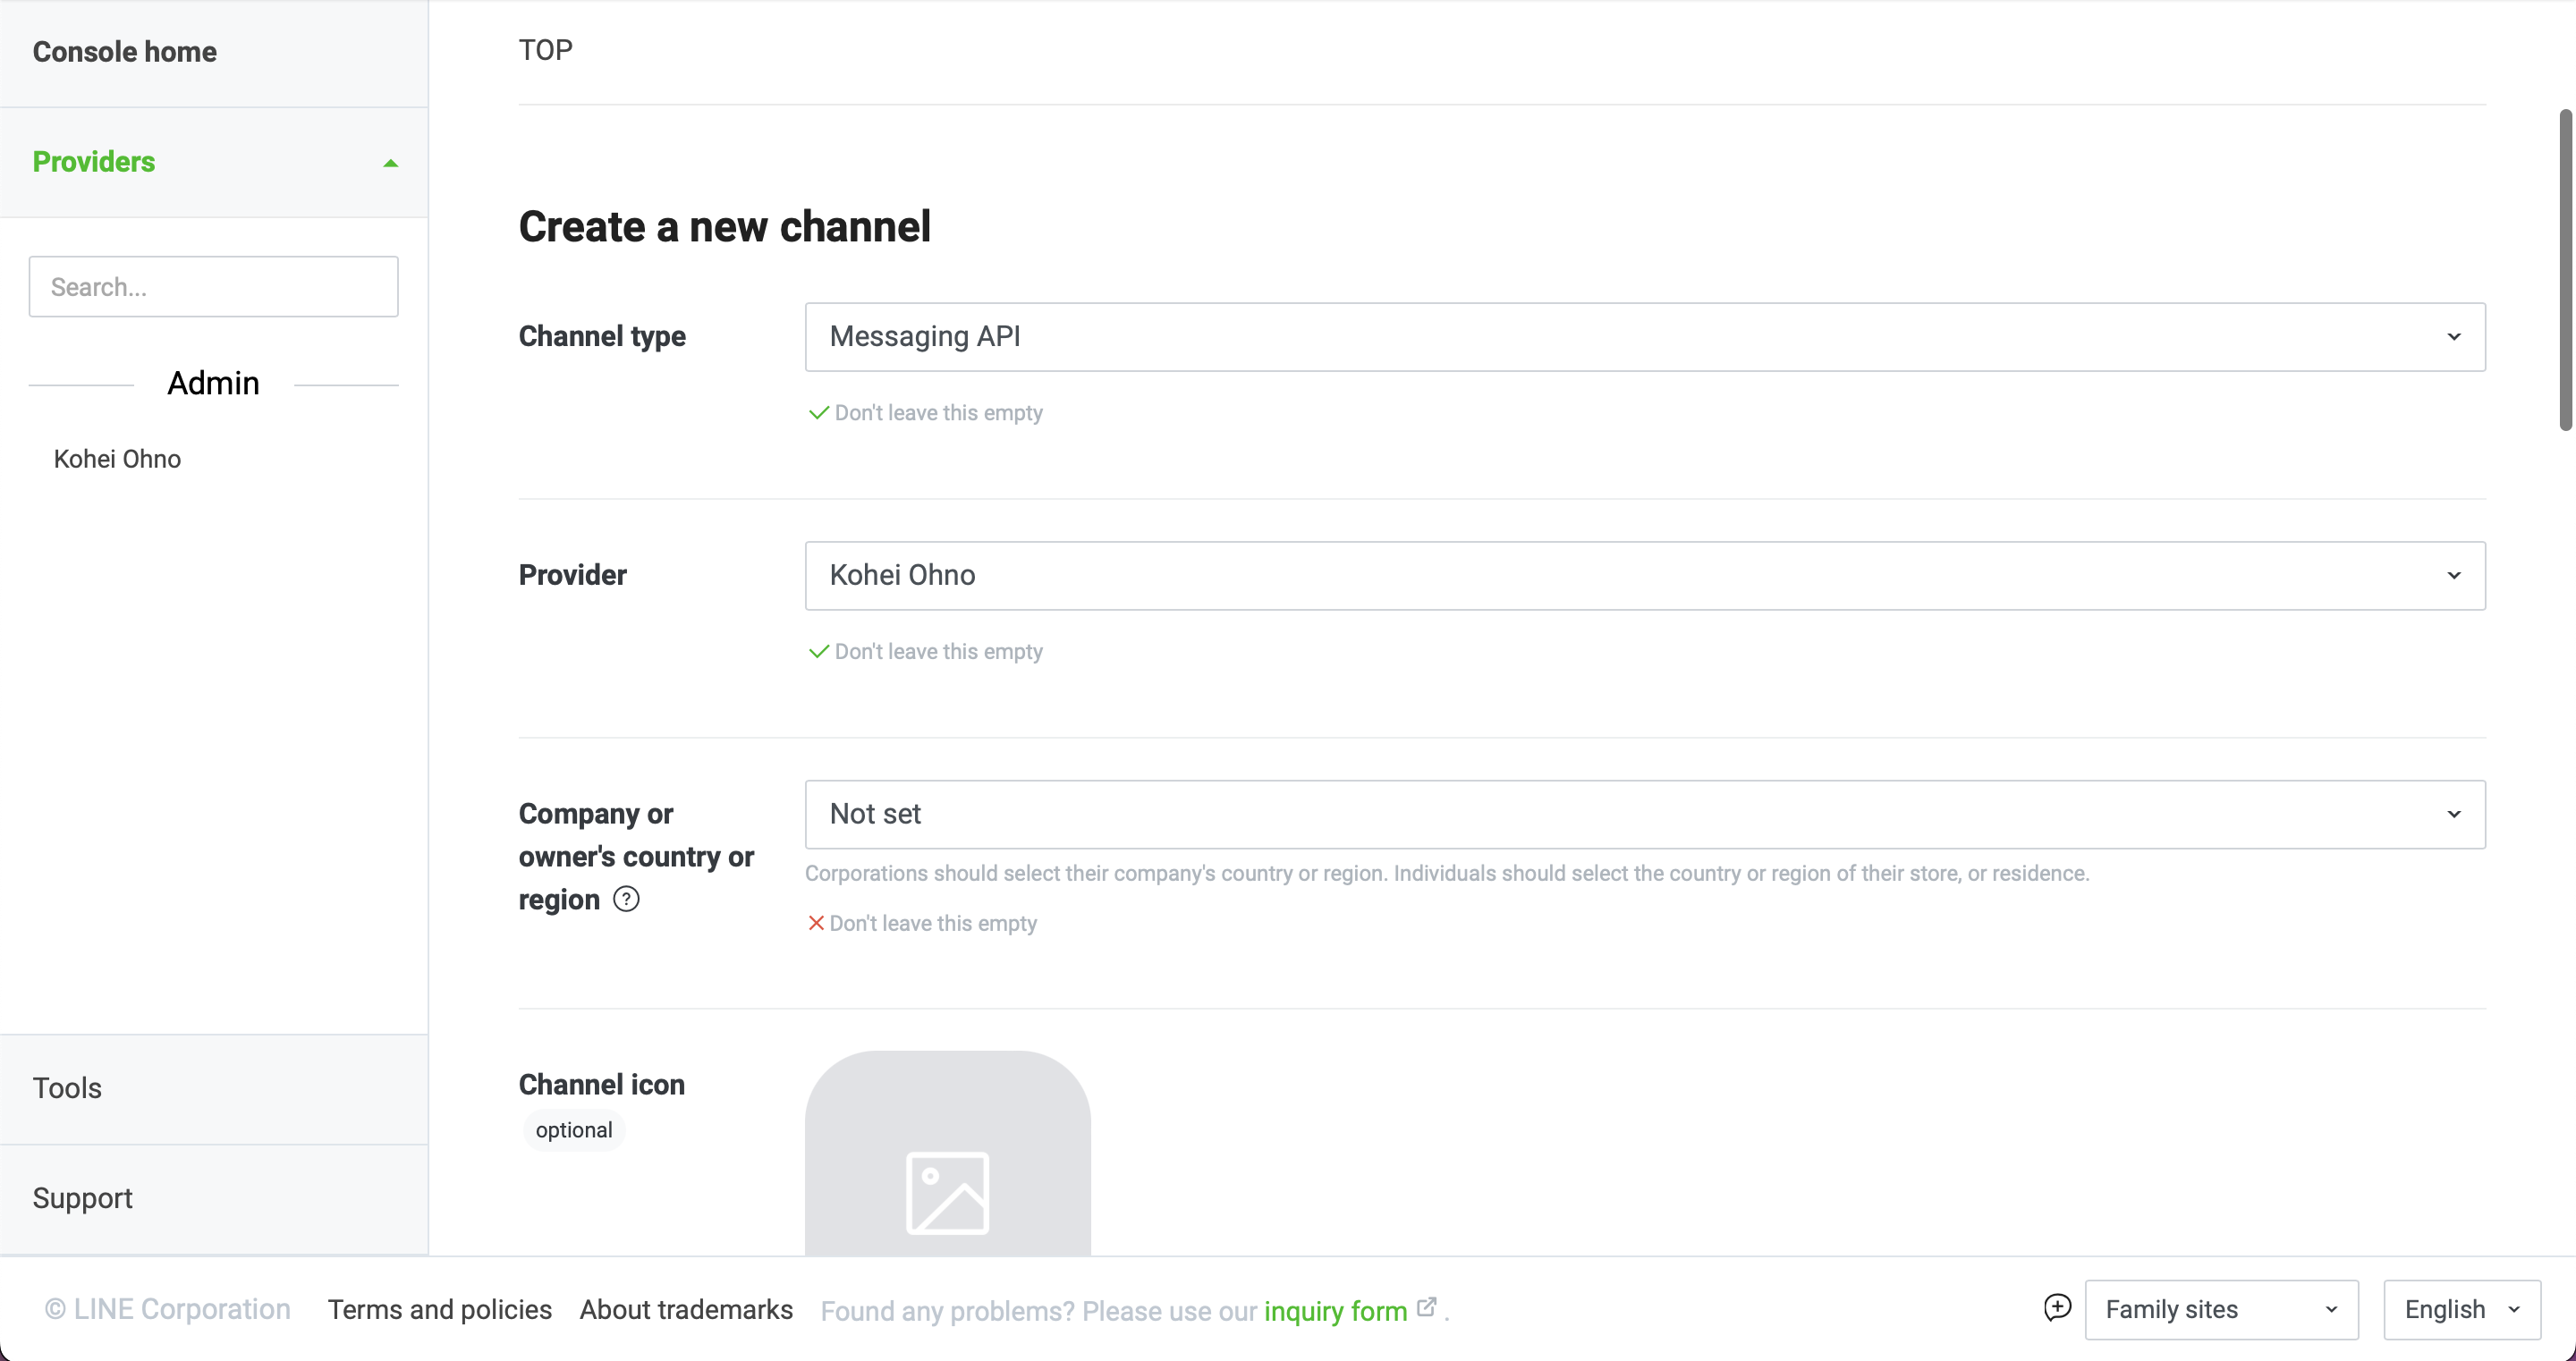 Console home
Providers
Search...
Admin
Kohei Ohno
Tools
Support
TOP
Create a new channel
Channel type
Messaging API
Don't leave this empty
Provider
Kohei Ohno
Don't leave this empty
Company or
owner's country or
region ?
Not set
Corporations should select their company's country or region. Individuals should select the country or region of their store, or residence.
Don't leave this empty
Channel icon
optional
© LINE Corporation Terms and policies About trademarks Found any problems? Please use our inquiry form . Family sites English